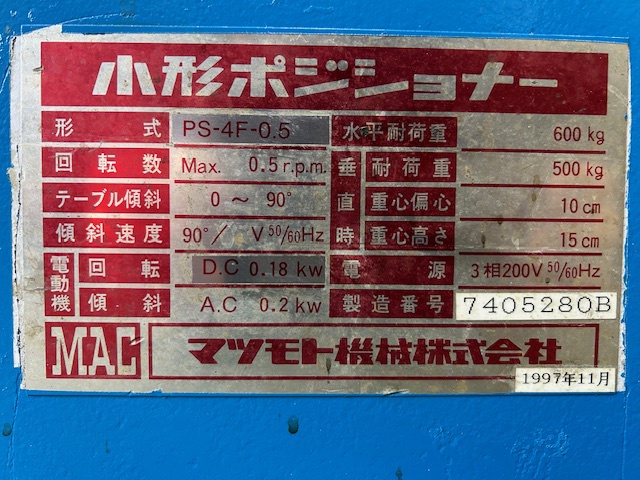 小形ポジショナー
形式 PS-4F-0.5 水平耐荷重 600 kg
回転数 Max. 0.5 r.p.m. 垂直時 耐荷重 500 kg
テーブル傾斜 0 ～ 90° 重心偏心 10 cm
傾斜速度 90°/ V 50/60Hz 重心高さ 15 cm
電動機 回転 D.C 0.18 kw 電源 3相200V 50/60Hz
傾斜 A.C 0.2 kw 製造番号 7405280B
MAC マツモト機械株式会社
1997年11月